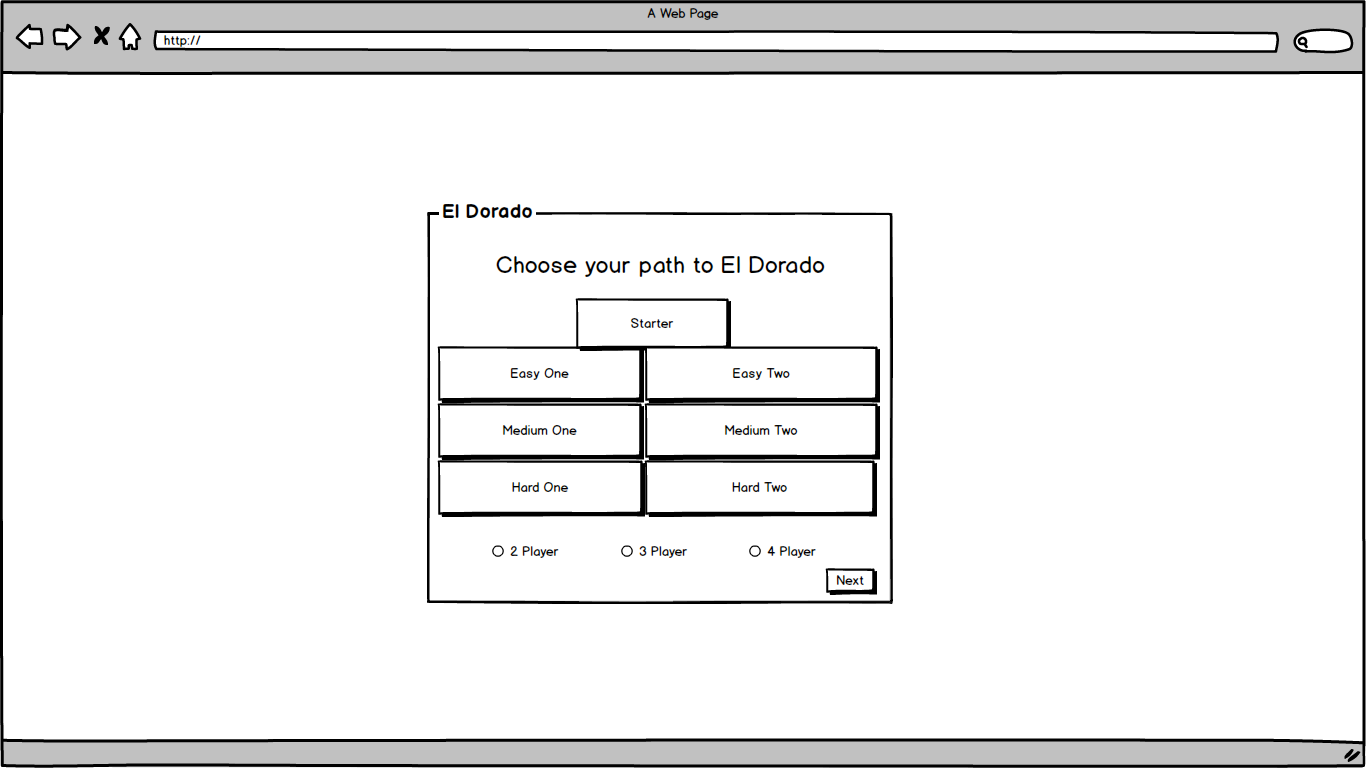 A Web Page
http://
El Dorado
Choose your path to El Dorado
Starter
Easy One Easy Two
Medium One Medium Two
Hard One Hard Two
2 Player 3 Player 4 Player
Next